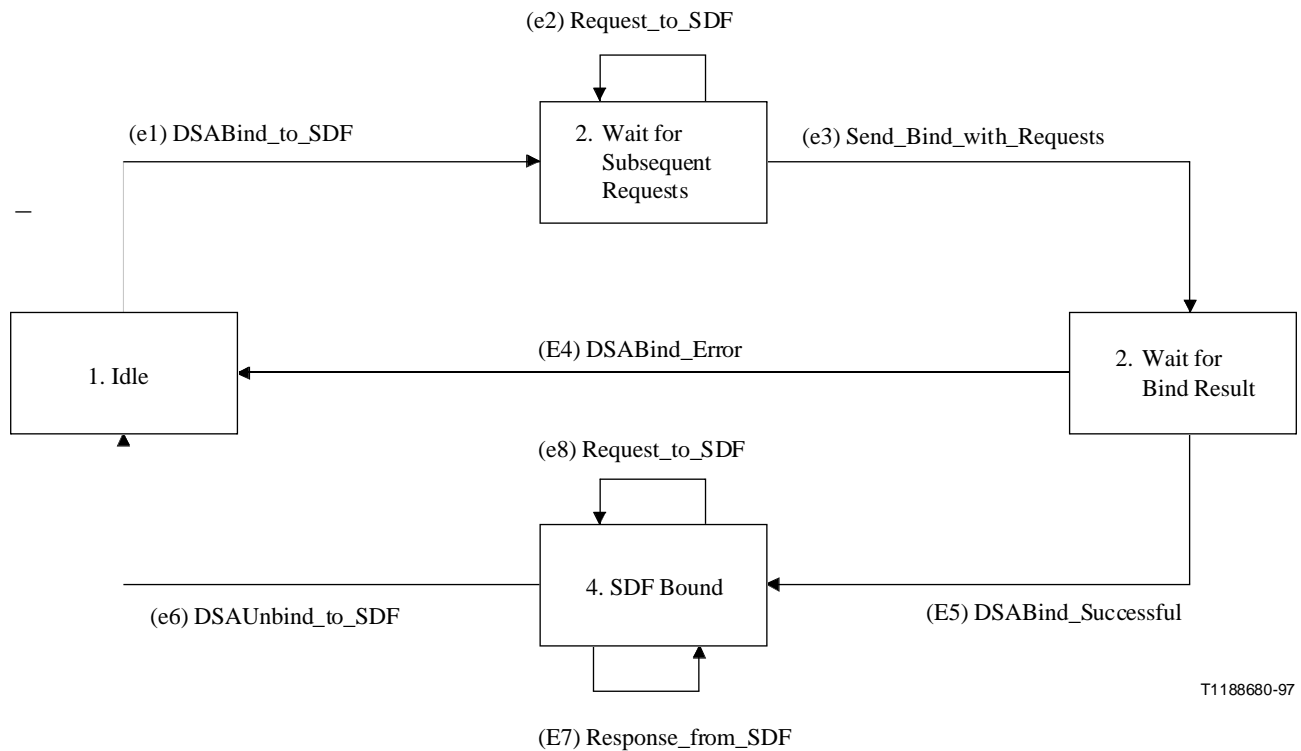 (e2) Request_to_SDF
(e1) DSABind_to_SDF
2. Wait for
Subsequent
Requests
(e3) Send_Bind_with_Requests
1. Idle
(E4) DSABind_Error
2. Wait for
Bind Result
(e8) Request_to_SDF
4. SDF Bound
(e6) DSAUnbind_to_SDF
(E5) DSABind_Successful
T1188680-97
(E7) Response_from_SDF